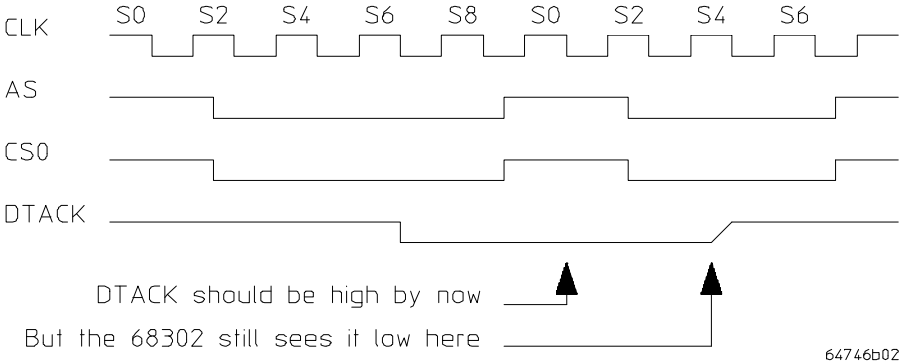 S0 S2 S4 S6 S8 S0 S2 S4 S6
CLK
AS
CS0
DTACK
DTACK should be high by now
But the 68302 still sees it low here
64746b02